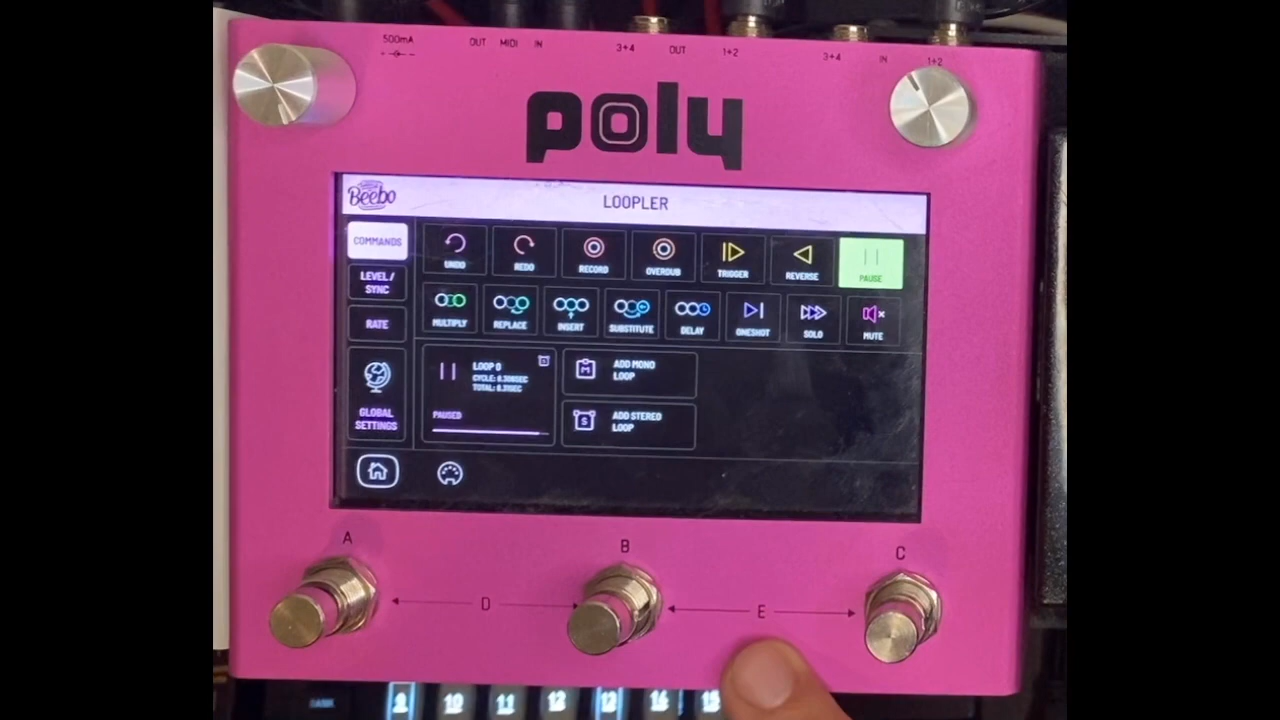 500mA
OUT MIDI IN
3+4 OUT 1+2
3+4 IN 1+2
poly
Beebo
LOOPLER
COMMANDS
LEVEL /
SYNC
RATE
GLOBAL
SETTINGS
UNDO
REDO
RECORD
OVERDUB
TRIGGER
REVERSE
PAUSE
MULTIPLY
REPLACE
INSERT
SUBSTITUTE
DELAY
ONESHOT
SOLO
MUTE
LOOP 0
PAUSED
M
ADD MONO
LOOP
S
ADD STEREO
LOOP
A
B
C
D
E
BANK
9 10 11 12 13